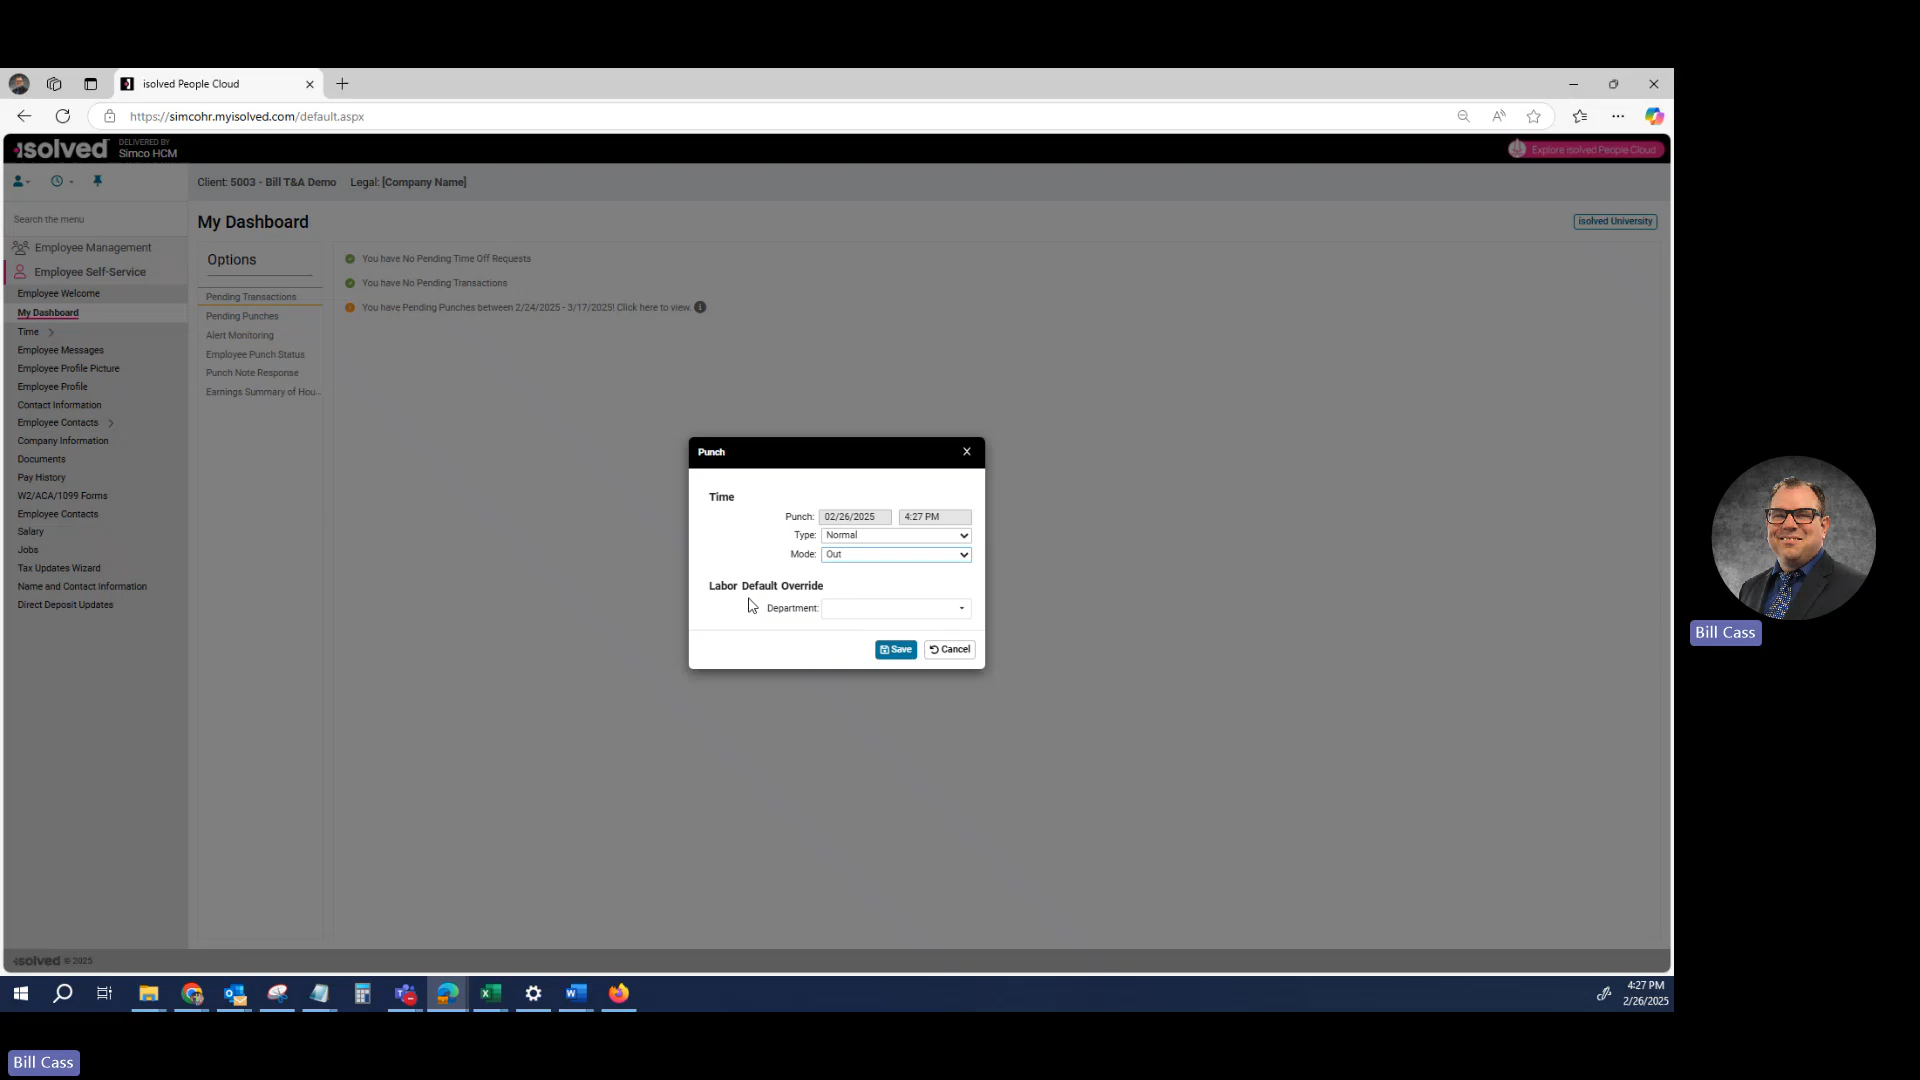 isolved People Cloud
https://simcohr.myisolved.com/default.aspx
isolved
DELIVERED BY
Simco HCM
Explore isolved People Cloud
Client: 5003 - Bill T&A Demo Legal: [Company Name]
Search the menu
Employee Management
Employee Self-Service
Employee Welcome
My Dashboard
Time
Employee Messages
Employee Profile Picture
Employee Profile
Contact Information
Employee Contacts
Company Information
Documents
Pay History
W2/ACA/1099 Forms
Employee Contacts
Salary
Jobs
Tax Updates Wizard
Name and Contact Information
Direct Deposit Updates
My Dashboard
isolved University
Options
Pending Transactions
Pending Punches
Alert Monitoring
Employee Punch Status
Punch Note Response
Earnings Summary of Hou...
You have No Pending Time Off Requests
You have No Pending Transactions
You have Pending Punches between 2/24/2025 - 3/17/2025! Click here to view.
Punch
Time
Punch: 02/26/2025 4:27 PM
Type: Normal
Mode: Out
Labor Default Override
Department:
Save Cancel
isolved © 2025
4:27 PM
2/26/2025
Bill Cass
Bill Cass